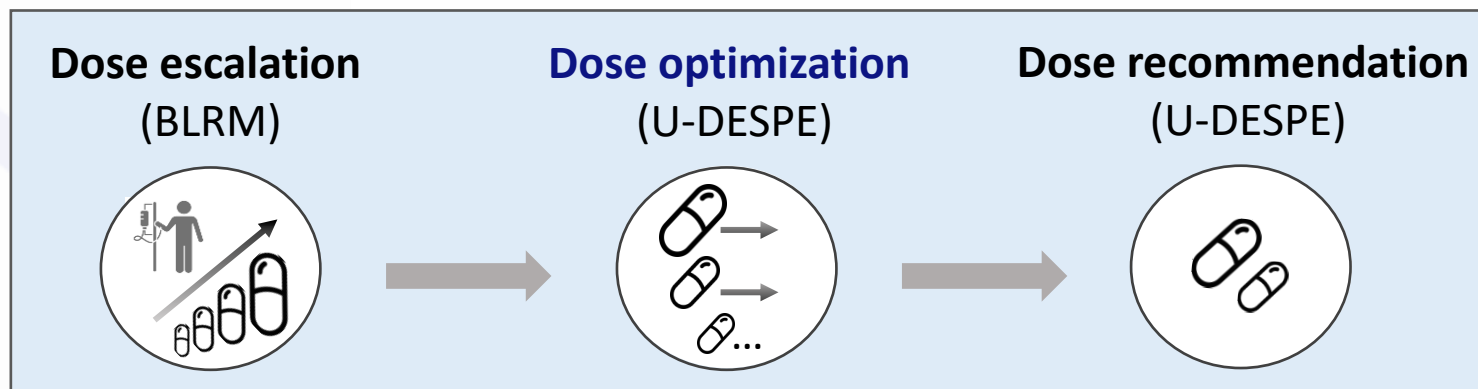 Dose escalation
(BLRM)
Dose optimization
(U-DESPE)
...
Dose recommendation
(U-DESPE)